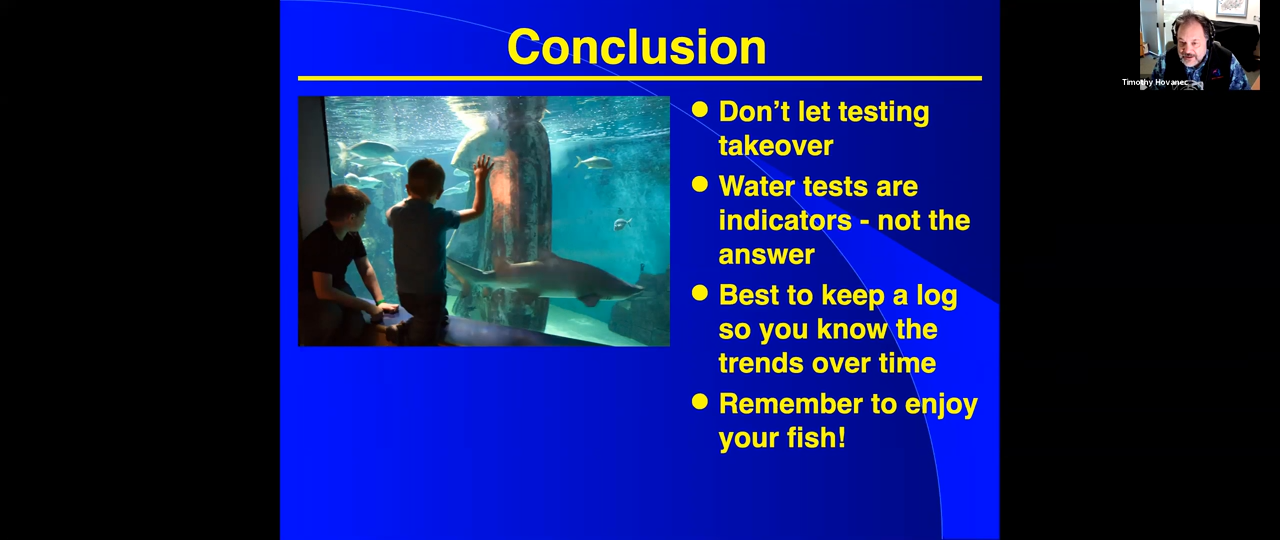 Conclusion
Don't let testing
takeover
Water tests are
indicators - not the
answer
Best to keep a log
so you know the
trends over time
Remember to enjoy
your fish!
Timothy Hovanec